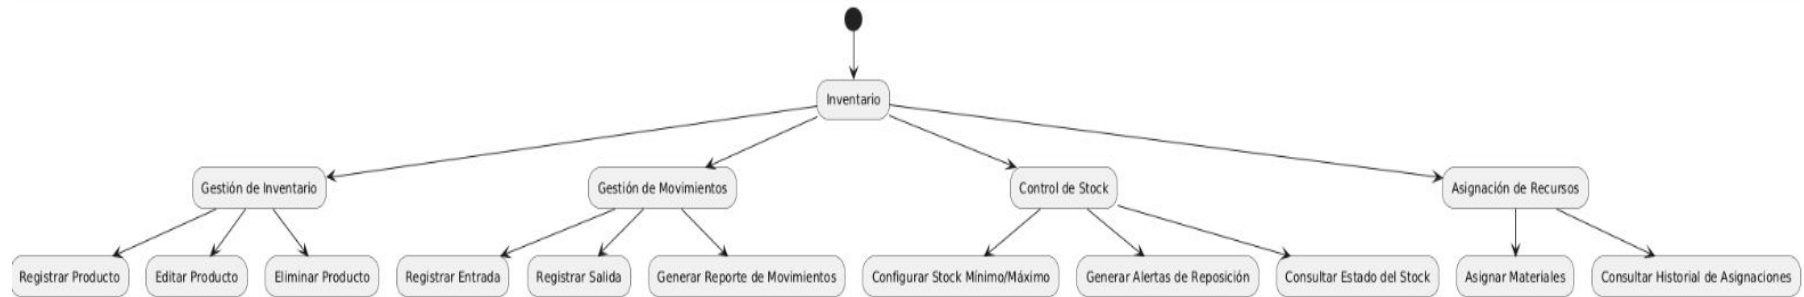 Inventario
Gestión de Inventario
Gestión de Movimientos
Control de Stock
Asignación de Recursos
Registrar Producto
Editar Producto
Eliminar Producto
Registrar Entrada
Registrar Salida
Generar Reporte de Movimientos
Configurar Stock Mínimo/Máximo
Generar Alertas de Reposición
Consultar Estado del Stock
Asignar Materiales
Consultar Historial de Asignaciones